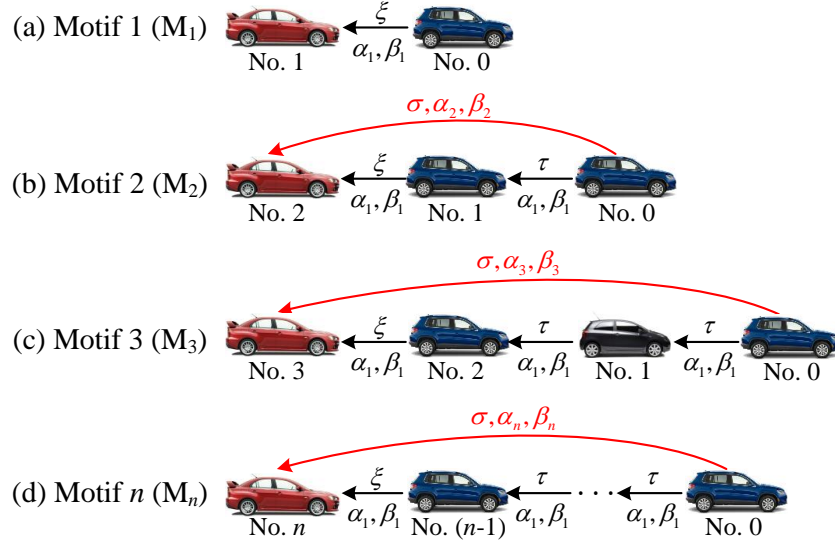 (a) Motif 1 (M₁)
ξ
α₁, β₁
No. 1
No. 0
σ, α₂, β₂
(b) Motif 2 (M₂)
ξ
τ
α₁, β₁
α₁, β₁
No. 2
No. 1
No. 0
σ, α₃, β₃
(c) Motif 3 (M₃)
ξ
τ
τ
α₁, β₁
α₁, β₁
α₁, β₁
No. 3
No. 2
No. 1
No. 0
σ, αₙ, βₙ
(d) Motif n (Mₙ)
ξ
τ
· · ·
τ
α₁, β₁
α₁, β₁
α₁, β₁
No. n
No. (n-1)
No. 0